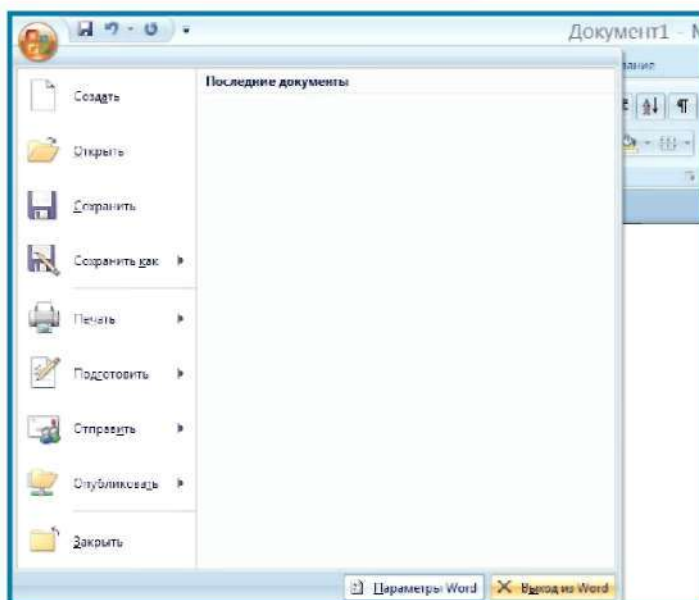 Документ1 - M
Последние документы
Создать
Открыть
Сохранить
Сохранить как
Печать
Подготовить
Отправить
Опубликовать
Закрыть
Параметры Word
Выход из Word